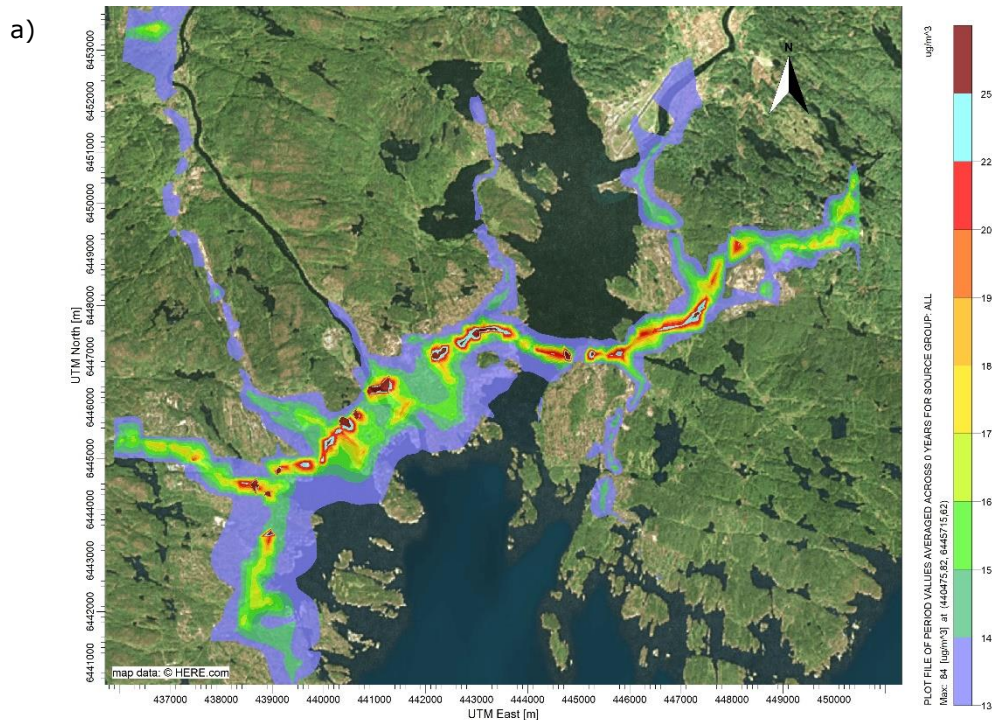 a)
ug/m^3
N
6453000
6452000
6451000
6450000
6449000
6448000
6447000
6446000
6445000
6444000
6443000
6442000
6441000
UTM North [m]
25
22
20
19
18
17
16
15
14
13
PLOT FILE OF PERIOD VALUES AVERAGED ACROSS 0 YEARS FOR SOURCE GROUP: ALL
Max: 84 [ug/m^3] at (440475,82, 6445715,62)
map data: © HERE.com
437000 438000 439000 440000 441000 442000 443000 444000 445000 446000 447000 448000 449000 450000
UTM East [m]